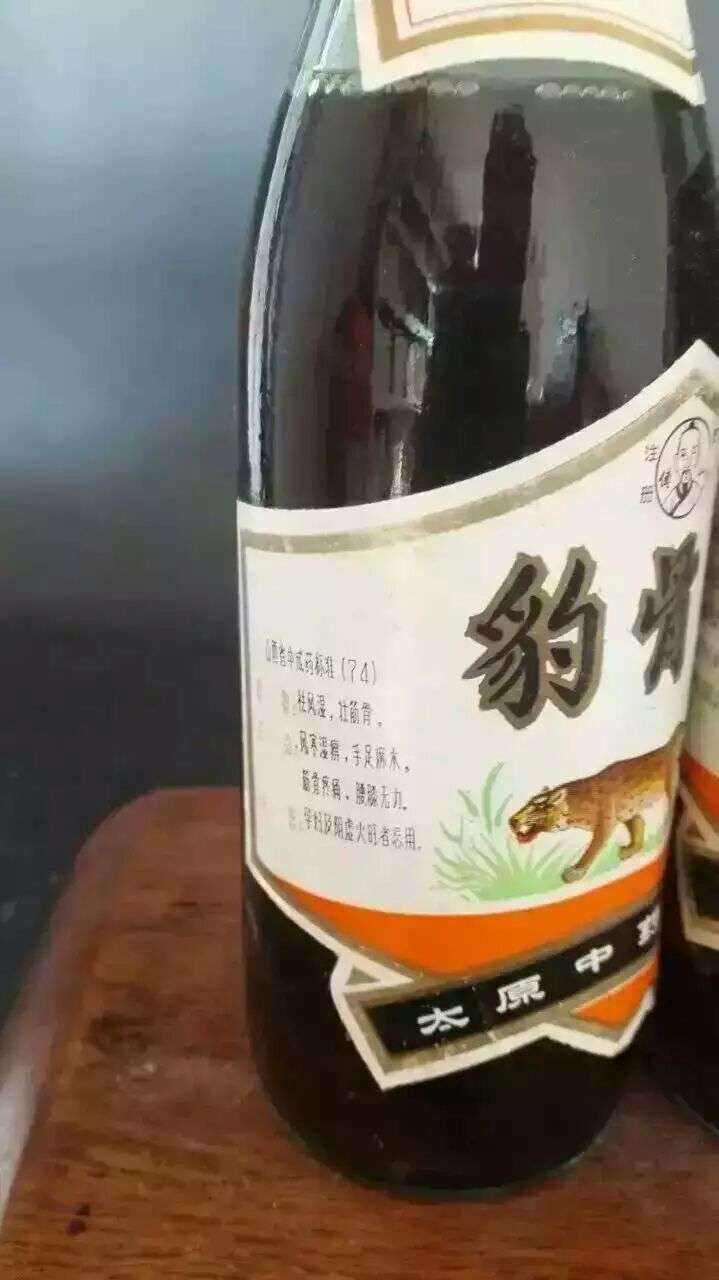 注册
傅
豹骨
山西省中成药标准(74)
祛风湿，壮筋骨。
风寒湿痹，手足麻木，
筋骨疼痛，腰膝无力。
孕妇及阴虚火旺者忌用。
太原中药